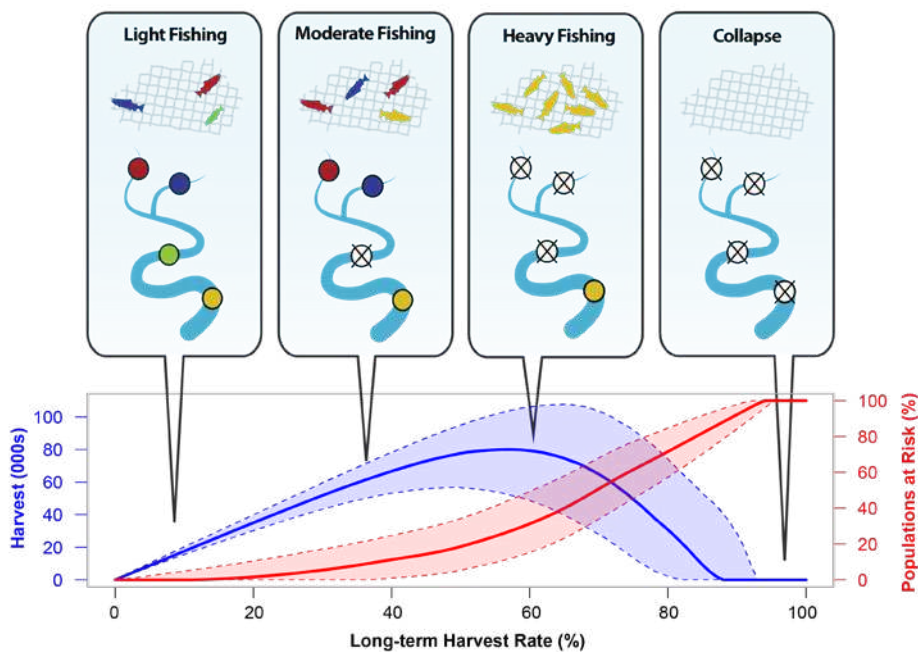 Light Fishing
Moderate Fishing
Heavy Fishing
Collapse
Harvest (000s)
100
80
60
40
20
0
Populations at Risk (%)
100
80
60
40
20
0
0
20
40
60
80
100
Long-term Harvest Rate (%)